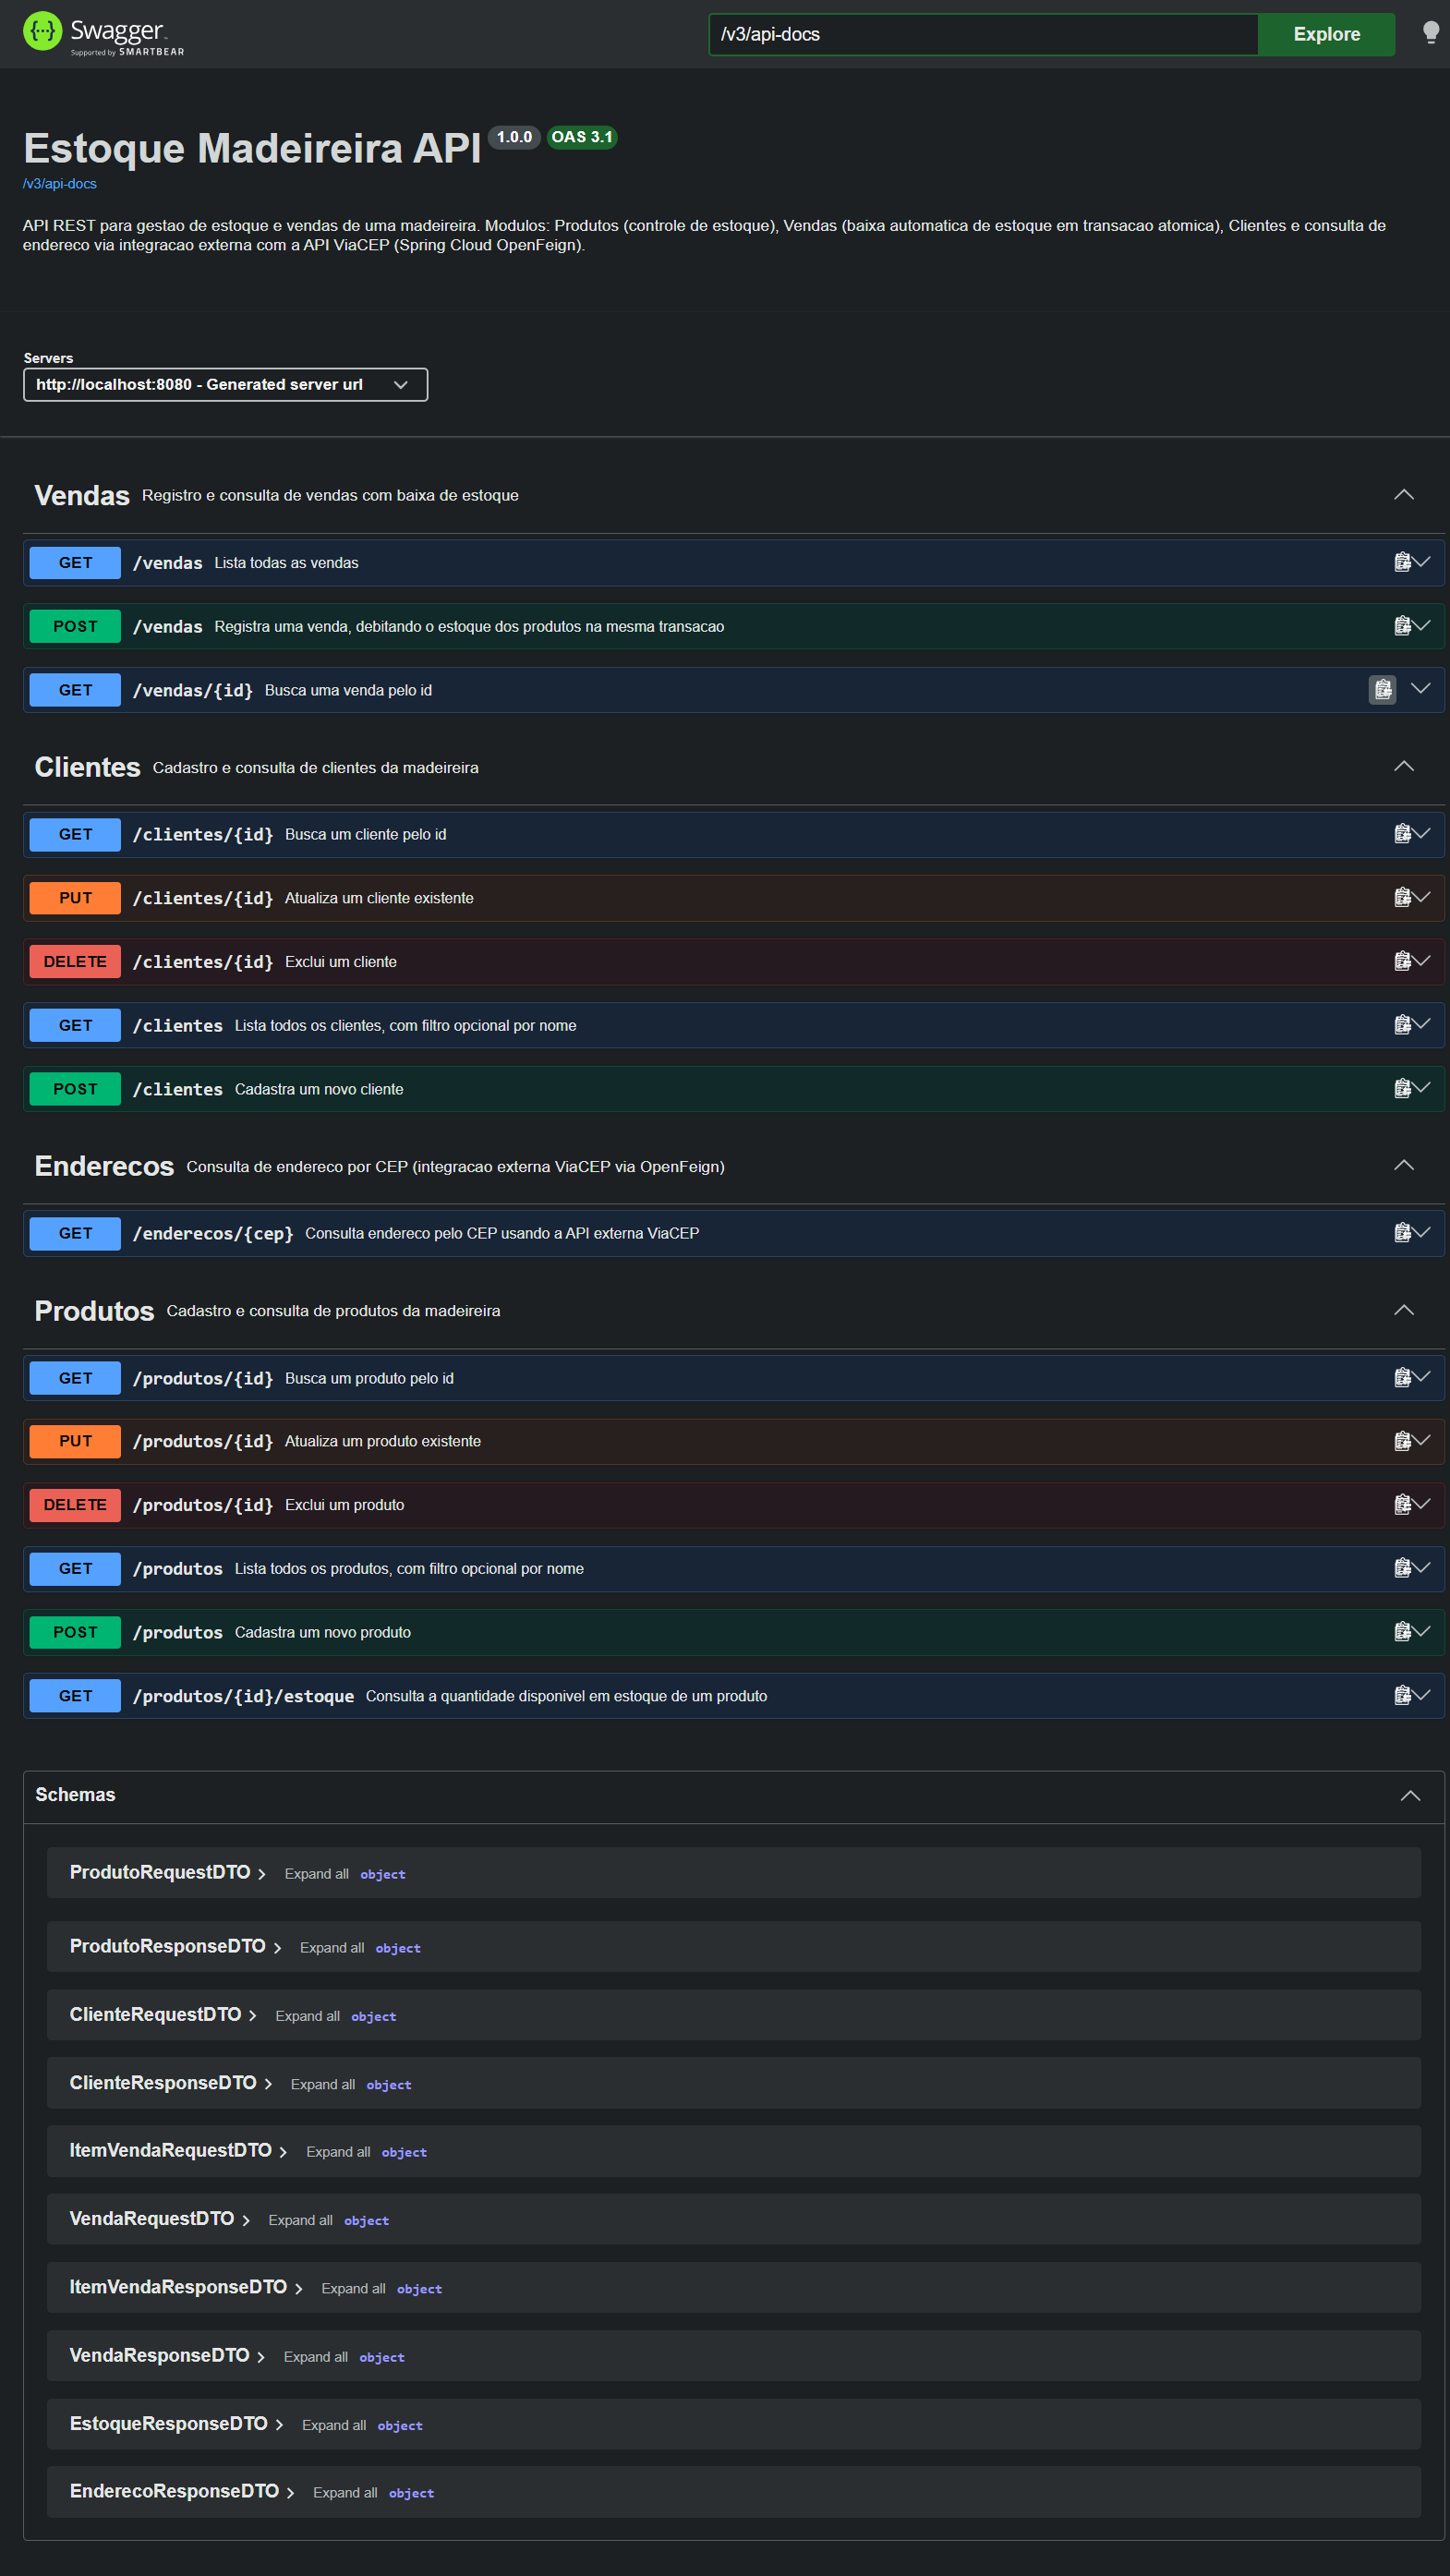 Swagger
Supported by SMARTBEAR
/v3/api-docs
Explore
Estoque Madeireira API 1.0.0 OAS 3.1
/v3/api-docs
API REST para gestao de estoque e vendas de uma madeireira. Modulos: Produtos (controle de estoque), Vendas (baixa automatica de estoque em transacao atomica), Clientes e consulta de
endereco via integracao externa com a API ViaCEP (Spring Cloud OpenFeign).
Servers
http://localhost:8080 - Generated server url
Vendas Registro e consulta de vendas com baixa de estoque
GET /vendas Lista todas as vendas
POST /vendas Registra uma venda, debitando o estoque dos produtos na mesma transacao
GET /vendas/{id} Busca uma venda pelo id
Clientes Cadastro e consulta de clientes da madeireira
GET /clientes/{id} Busca um cliente pelo id
PUT /clientes/{id} Atualiza um cliente existente
DELETE /clientes/{id} Exclui um cliente
GET /clientes Lista todos os clientes, com filtro opcional por nome
POST /clientes Cadastra um novo cliente
Enderecos Consulta de endereco por CEP (integracao externa ViaCEP via OpenFeign)
GET /enderecos/{cep} Consulta endereco pelo CEP usando a API externa ViaCEP
Produtos Cadastro e consulta de produtos da madeireira
GET /produtos/{id} Busca um produto pelo id
PUT /produtos/{id} Atualiza um produto existente
DELETE /produtos/{id} Exclui um produto
GET /produtos Lista todos os produtos, com filtro opcional por nome
POST /produtos Cadastra um novo produto
GET /produtos/{id}/estoque Consulta a quantidade disponivel em estoque de um produto
Schemas
ProdutoRequestDTO Expand all object
ProdutoResponseDTO Expand all object
ClienteRequestDTO Expand all object
ClienteResponseDTO Expand all object
ItemVendaRequestDTO Expand all object
VendaRequestDTO Expand all object
ItemVendaResponseDTO Expand all object
VendaResponseDTO Expand all object
EstoqueResponseDTO Expand all object
EnderecoResponseDTO Expand all object